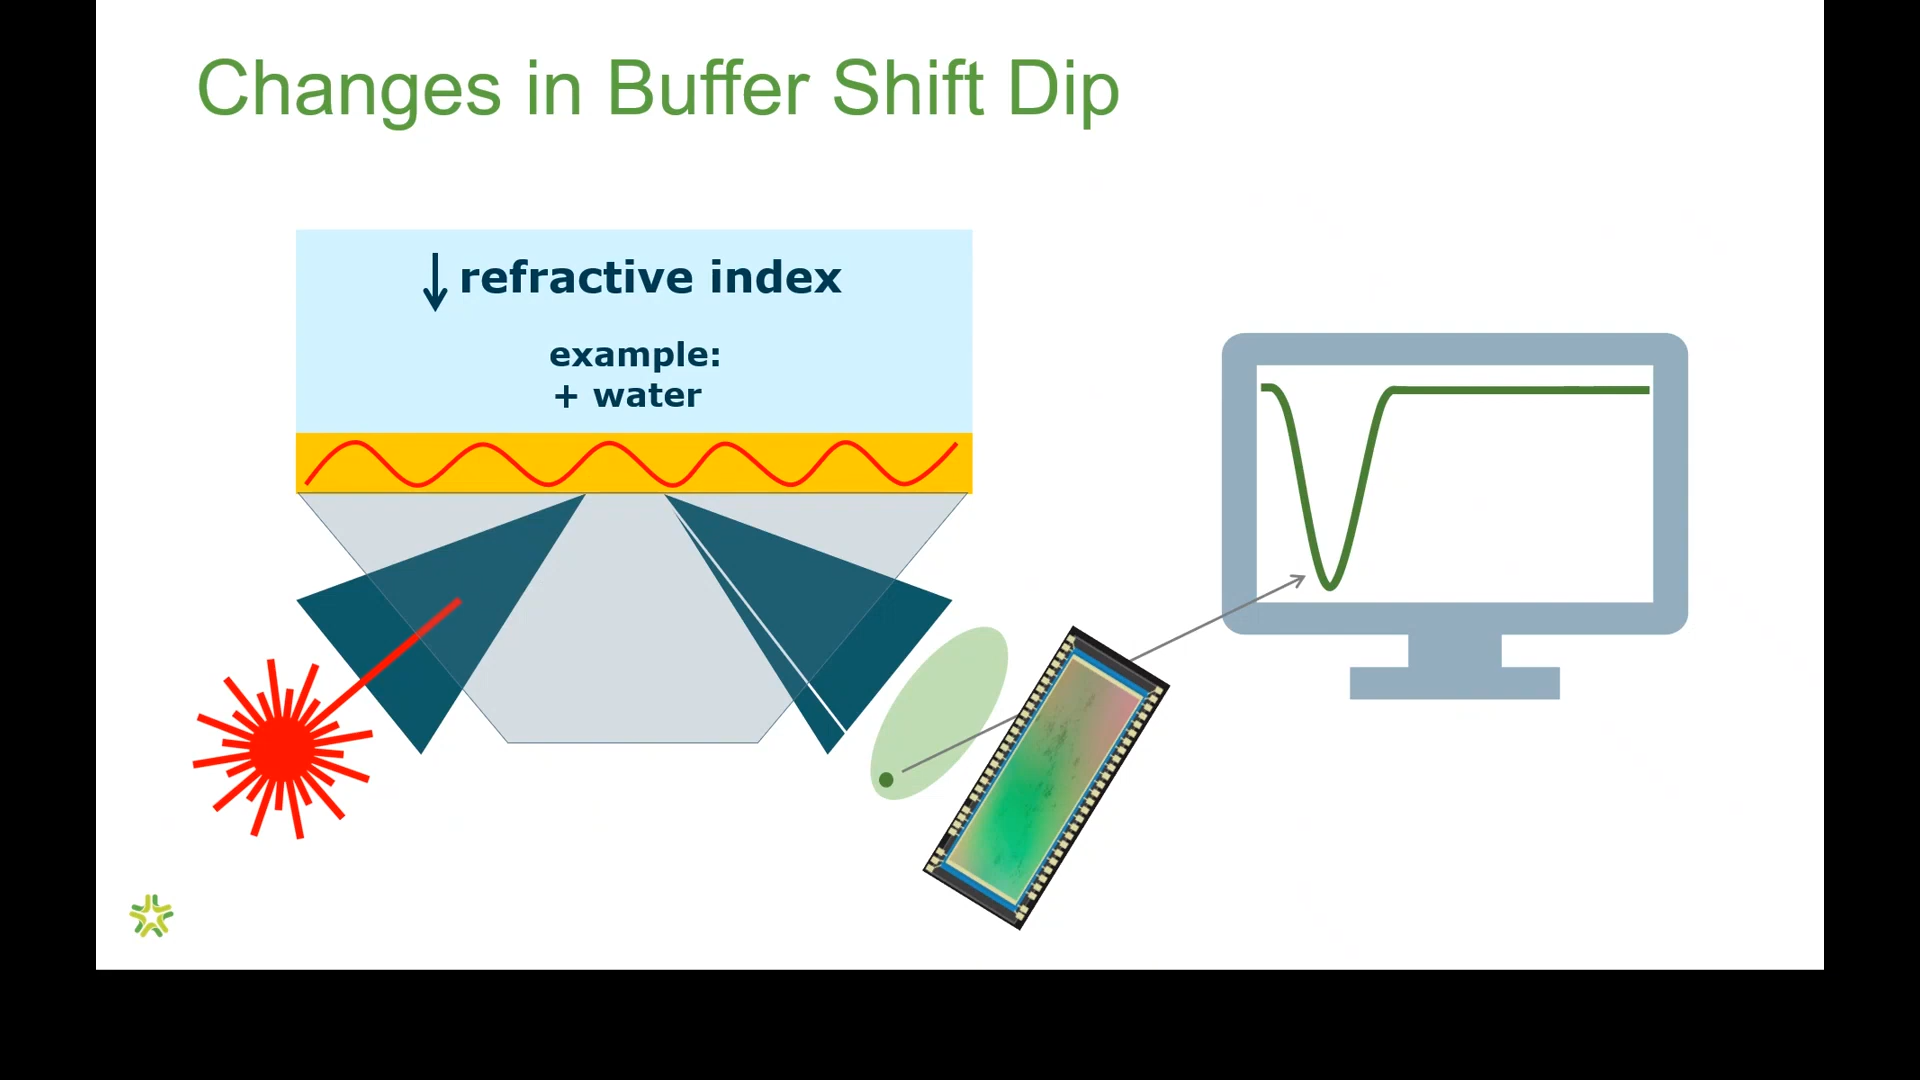 Changes in Buffer Shift Dip
↓ refractive index
example:
+ water